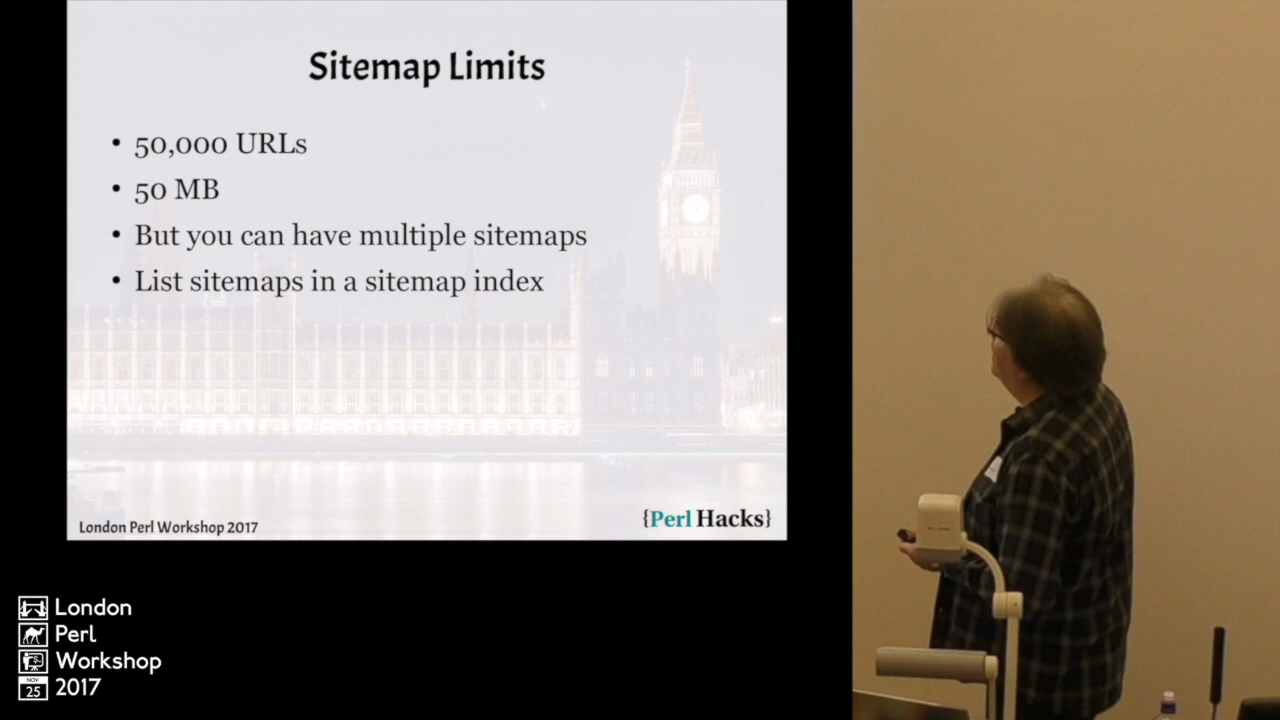 Sitemap Limits
• 50,000 URLs
• 50 MB
• But you can have multiple sitemaps
• List sitemaps in a sitemap index
London Perl Workshop 2017
{Perl Hacks}
London
Perl
Workshop
NOV
25
2017